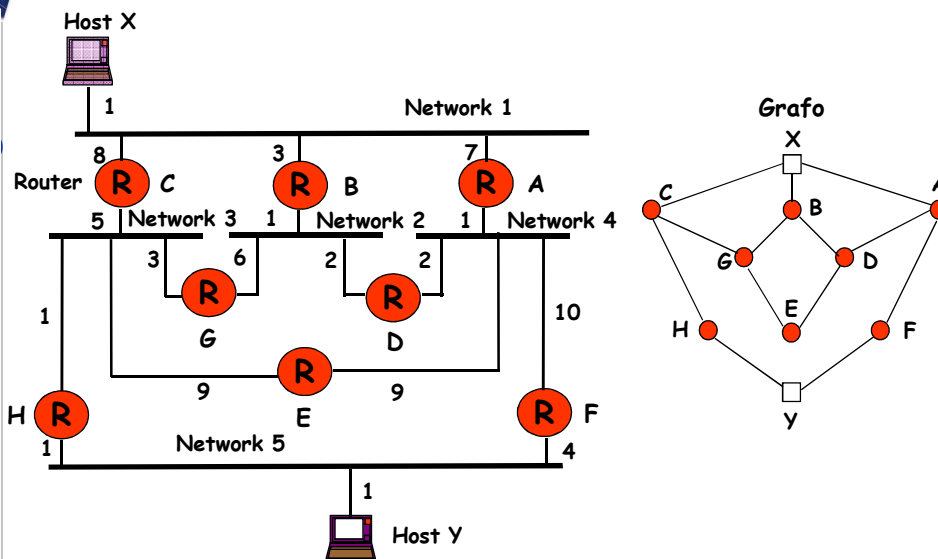 Host X
1
Network 1
8
3
7
Router
R
C
R
B
R
A
5
Network 3
1
Network 2
1
Network 4
3
6
2
2
R
G
R
D
1
10
R
E
9
9
H
R
R
F
1
Network 5
4
1
Host Y
Grafo
X
C
A
B
G
D
E
H
F
Y